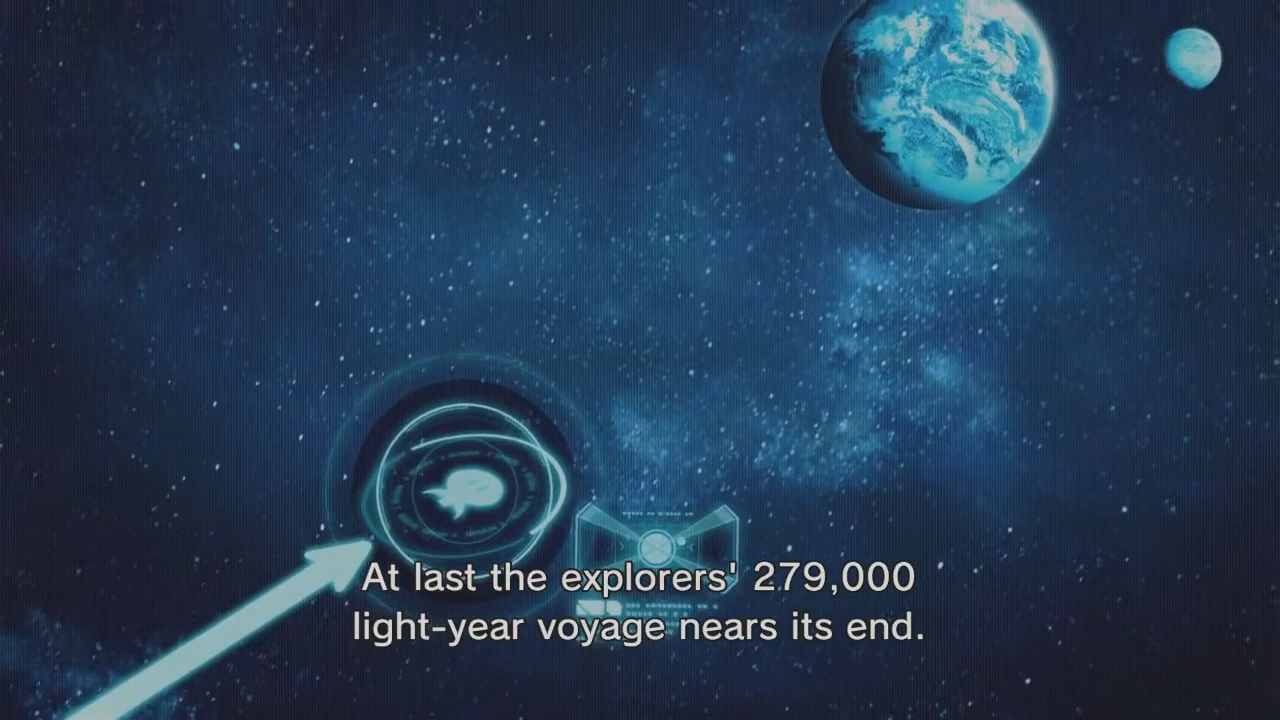 At last the explorers' 279,000
light-year voyage nears its end.